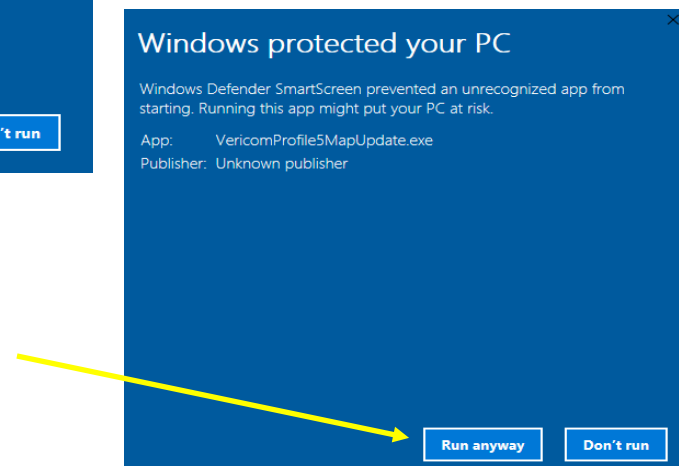 't run
Windows protected your PC
Windows Defender SmartScreen prevented an unrecognized app from
starting. Running this app might put your PC at risk.
App: VericomProfile5MapUpdate.exe
Publisher: Unknown publisher
Run anyway Don't run